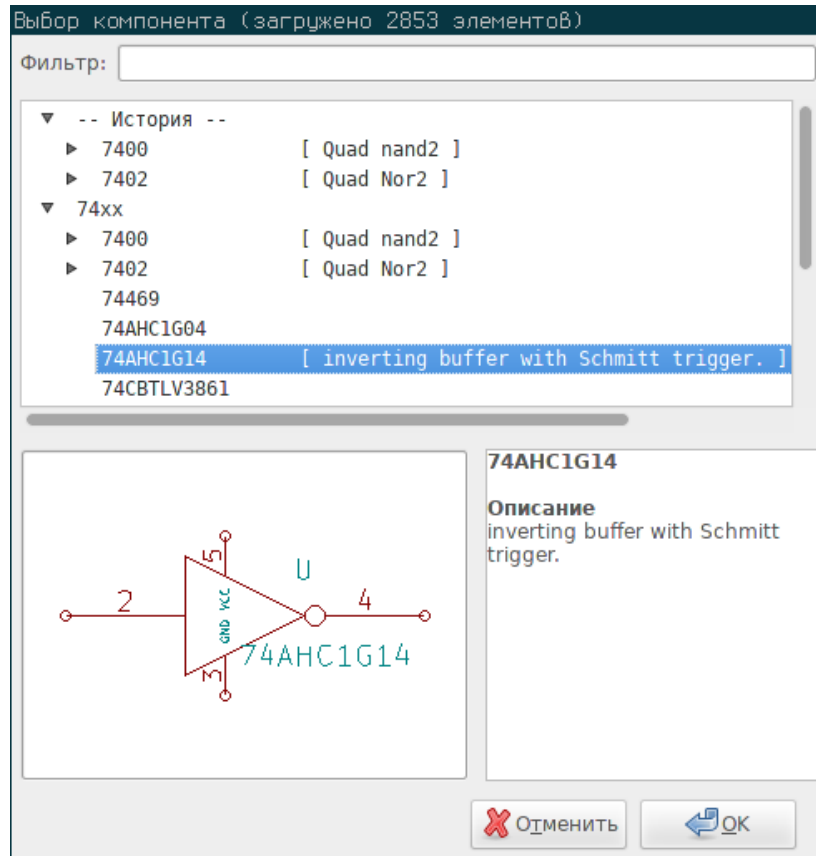 Выбор компонента (загружено 2853 элементов)
Фильтр:
-- История --
7400 [ Quad nand2 ]
7402 [ Quad Nor2 ]
74xx
7400 [ Quad nand2 ]
7402 [ Quad Nor2 ]
74469
74AHC1G04
74AHC1G14 [ inverting buffer with Schmitt trigger. ]
74CBTLV3861
5
U
2
GND VCC
4
74AHC1G14
3
74AHC1G14
Описание
inverting buffer with Schmitt
trigger.
Отменить
OK